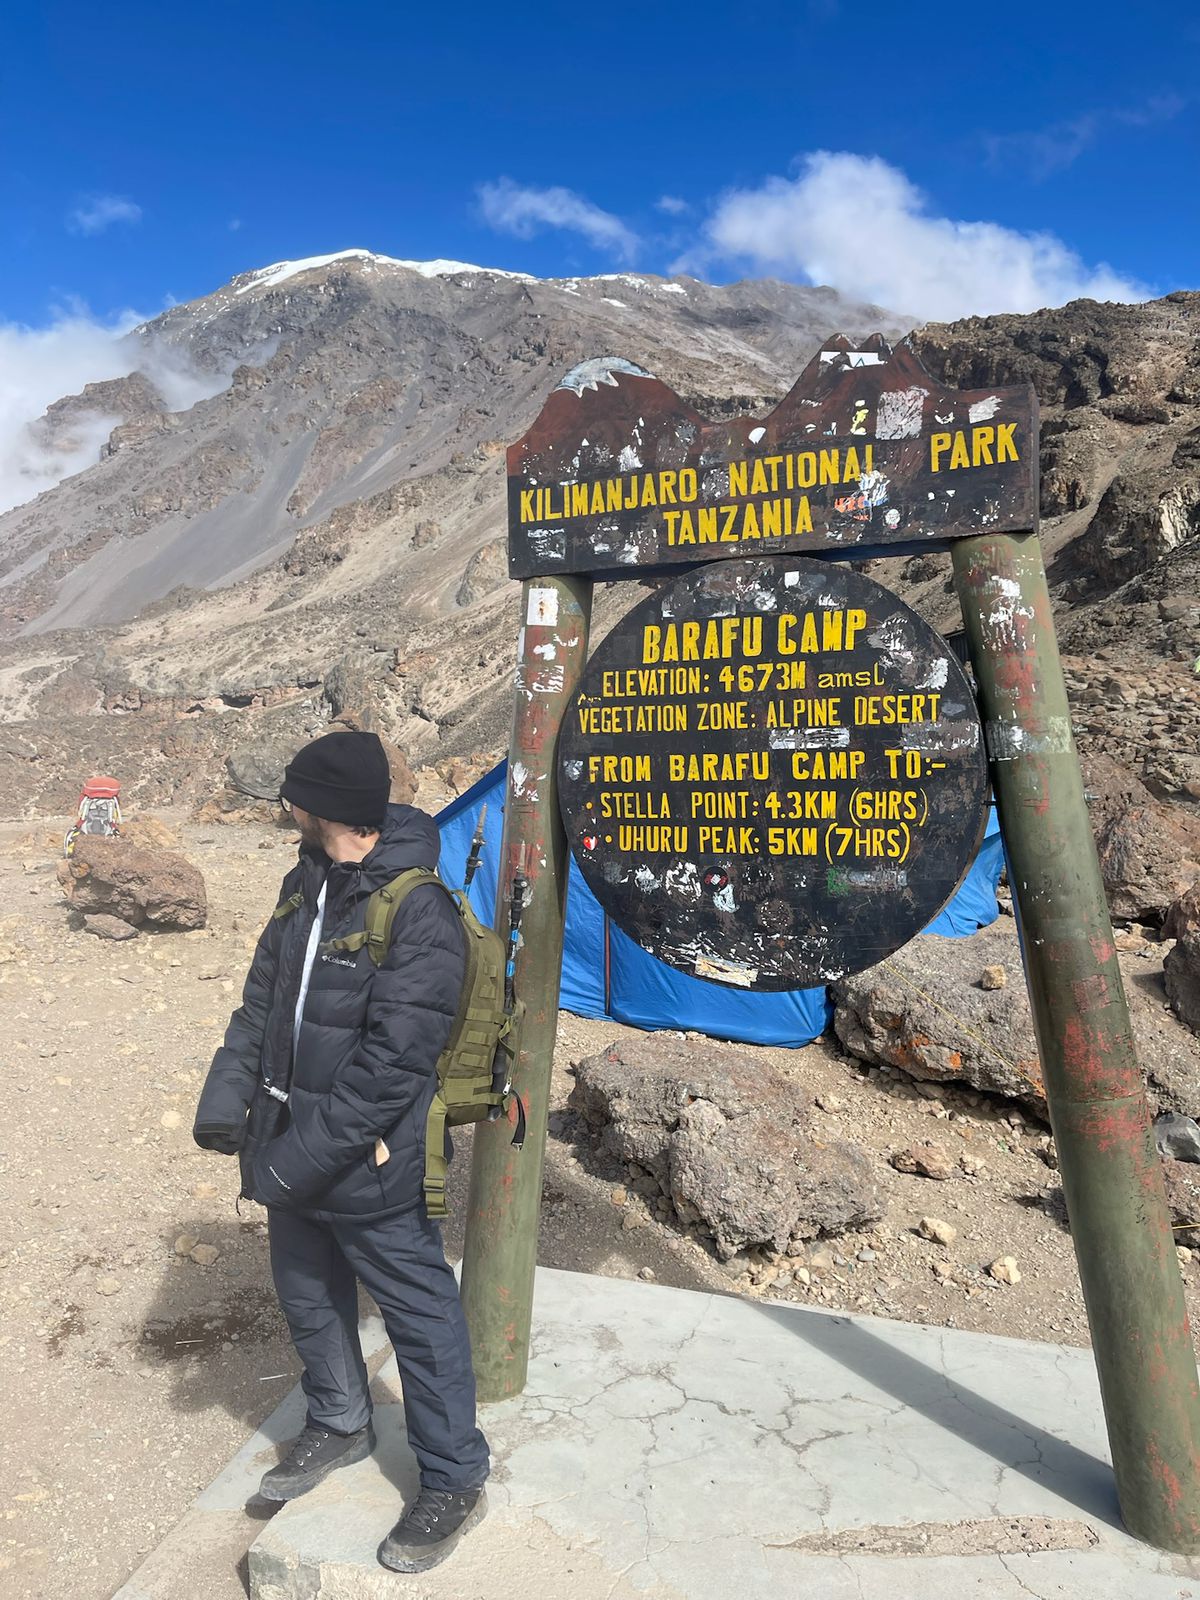 KILIMANJARO NATIONAL PARK
TANZANIA
BARAFU CAMP
ELEVATION: 4673M amsl
VEGETATION ZONE: ALPINE DESERT
FROM BARAFU CAMP TO:-
• STELLA POINT: 4.3KM (6HRS)
• UHURU PEAK: 5KM (7HRS)
Columbia